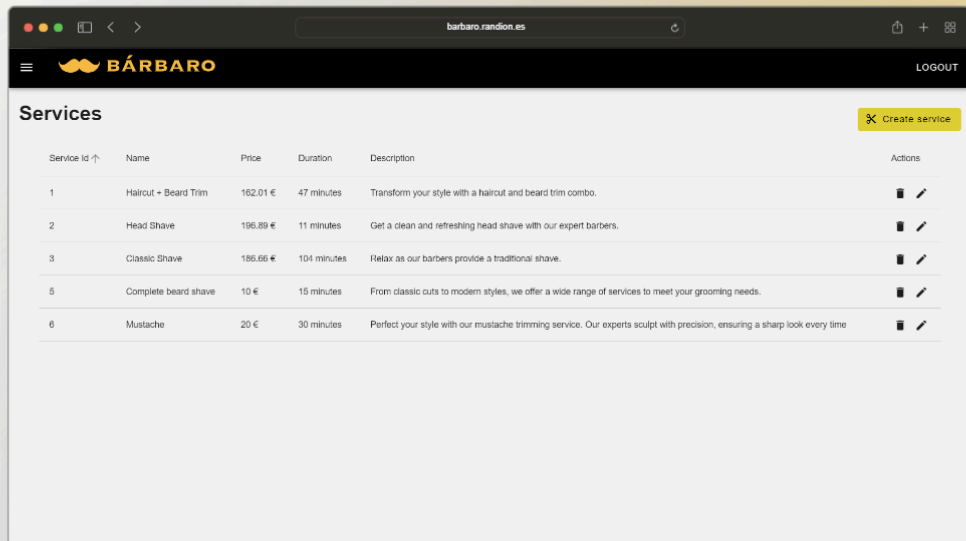 barbaro.randion.es
BÁRBARO
LOGOUT
Services
Create service
Service Id Name Price Duration Description Actions
1 Haircut + Beard Trim 162.01 € 47 minutes Transform your style with a haircut and beard trim combo.
2 Head Shave 196.89 € 11 minutes Get a clean and refreshing head shave with our expert barbers.
3 Classic Shave 186.66 € 104 minutes Relax as our barbers provide a traditional shave.
5 Complete beard shave 10 € 15 minutes From classic cuts to modern styles, we offer a wide range of services to meet your grooming needs.
6 Mustache 20 € 30 minutes Perfect your style with our mustache trimming service. Our experts sculpt with precision, ensuring a sharp look every time